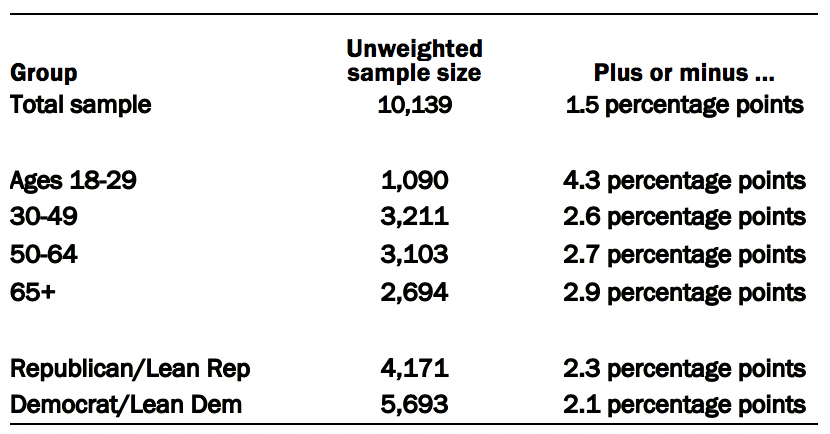 Unweighted
Group sample size Plus or minus ...
Total sample 10,139 1.5 percentage points
Ages 18-29 1,090 4.3 percentage points
30-49 3,211 2.6 percentage points
50-64 3,103 2.7 percentage points
65+ 2,694 2.9 percentage points
Republican/Lean Rep 4,171 2.3 percentage points
Democrat/Lean Dem 5,693 2.1 percentage points